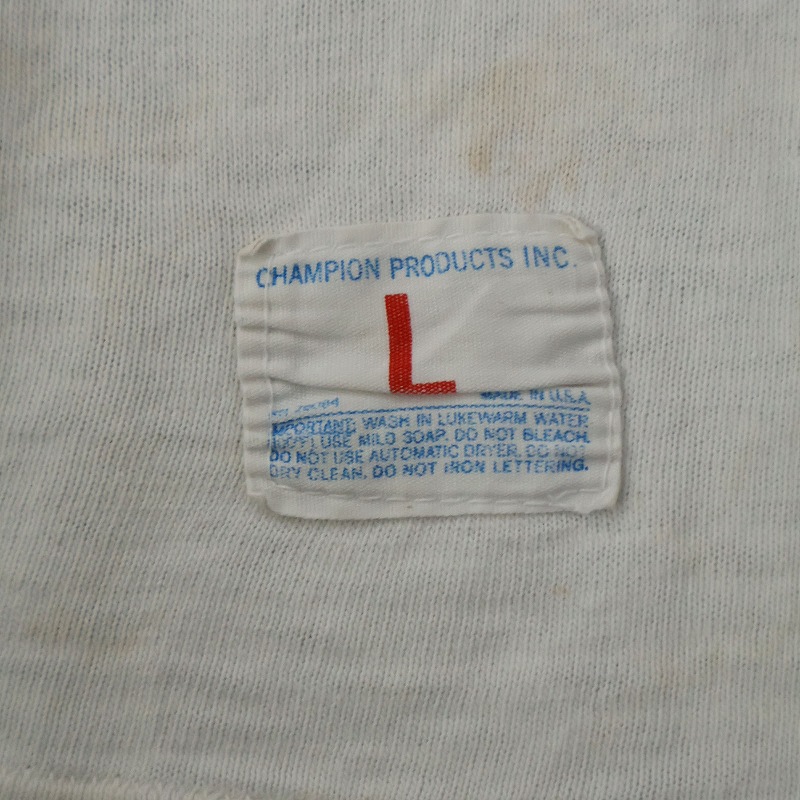 CHAMPION PRODUCTS INC.
L
MADE IN U.S.A.
IMPORTANT: WASH IN LUKEWARM WATER
USE MILD SOAP. DO NOT BLEACH.
DO NOT USE AUTOMATIC DRYER. DO NOT
DRY CLEAN. DO NOT IRON LETTERING.